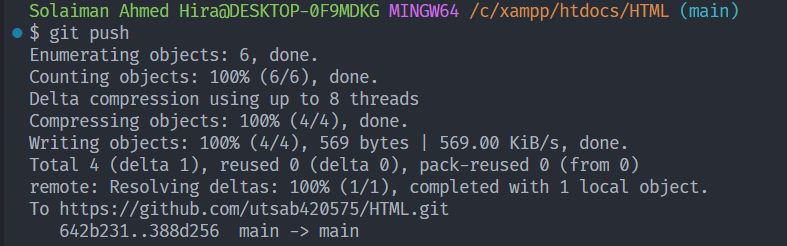 Solaiman Ahmed Hira@DESKTOP-0F9MDKG MINGW64 /c/xampp/htdocs/HTML (main)
$ git push
Enumerating objects: 6, done.
Counting objects: 100% (6/6), done.
Delta compression using up to 8 threads
Compressing objects: 100% (4/4), done.
Writing objects: 100% (4/4), 569 bytes | 569.00 KiB/s, done.
Total 4 (delta 1), reused 0 (delta 0), pack-reused 0 (from 0)
remote: Resolving deltas: 100% (1/1), completed with 1 local object.
To https://github.com/utsab420575/HTML.git
   642b231..388d256  main -> main